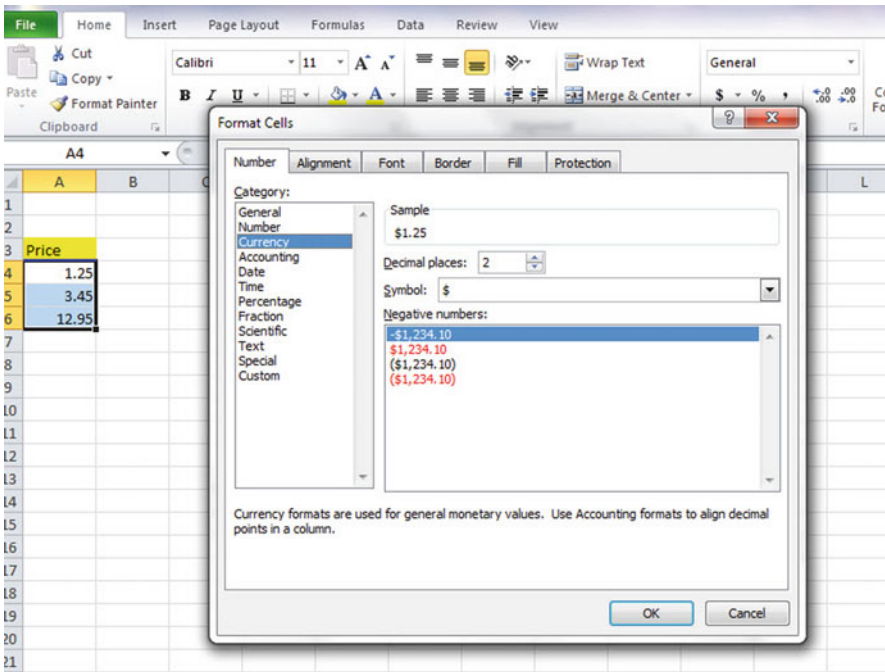 File Home Insert Page Layout Formulas Data Review View
Cut
Copy
Paste
Format Painter
Clipboard
Calibri 11 A A
B I U A
Wrap Text
Merge & Center
General
$ % , .00 .0
A4
A B L
Format Cells
Number Alignment Font Border Fill Protection
Category:
General
Number
Currency
Accounting
Date
Time
Percentage
Fraction
Scientific
Text
Special
Custom
Sample
$1.25
Decimal places: 2
Symbol: $
Negative numbers:
-$1,234.10
$1,234.10
($1,234.10)
($1,234.10)
Currency formats are used for general monetary values. Use Accounting formats to align decimal
points in a column.
OK Cancel
1
2
3 Price
4 1.25
5 3.45
6 12.95
7
8
9
10
11
12
13
14
15
16
17
18
19
20
21